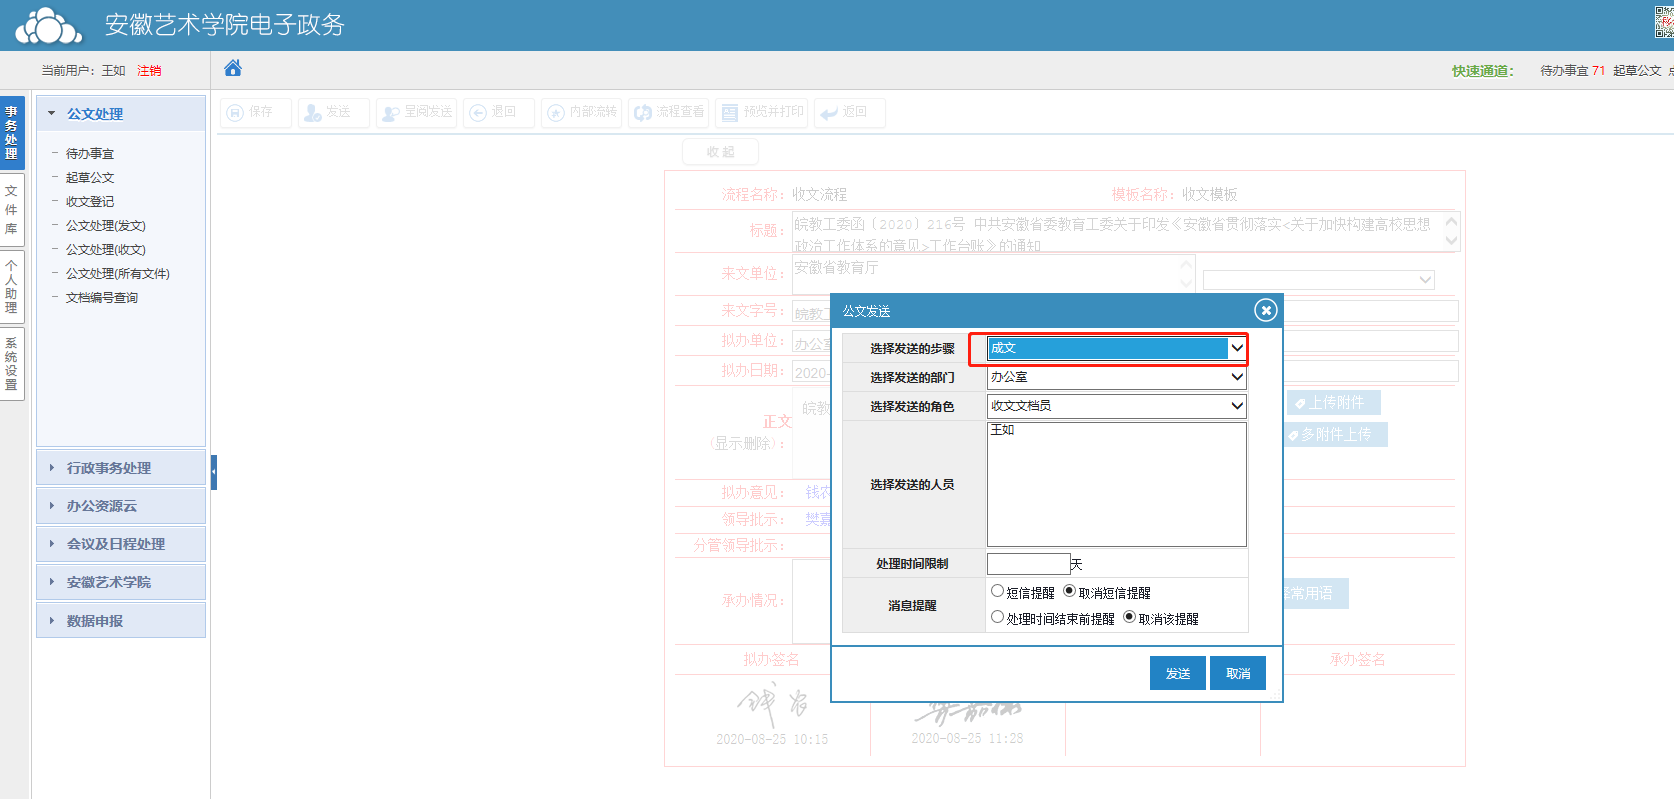 安徽艺术学院电子政务
当前用户：王如 注销
快速通道： 待办事宜 71 起草公文
事务处理
文件库
个人助理
系统设置
公文处理
待办事宜
起草公文
收文登记
公文处理(发文)
公文处理(收文)
公文处理(所有文件)
文档编号查询
行政事务处理
办公资源云
会议及日程处理
安徽艺术学院
数据申报
保存 发送 呈阅发送 退回 内部流转 流程查看 预览并打印 返回
收 起
流程名称： 收文流程 模板名称： 收文模板
标题： 皖教工委函〔2020〕216号 中共安徽省委教育工委关于印发《安徽省贯彻落实<关于加快构建高校思想
政治工作体系的意见>工作台账》的通知
来文单位： 安徽省教育厅
来文字号： 皖教工
拟办单位： 办公室
拟办日期： 2020-
正文 皖教
(显示删除)：
上传附件
多附件上传
拟办意见： 钱农
领导批示： 樊嘉
分管领导批示：
承办情况：
常用语
拟办签名 承办签名
2020-08-25 10:15 2020-08-25 11:28
公文发送
选择发送的步骤 成文
选择发送的部门 办公室
选择发送的角色 收文文档员
选择发送的人员 王如
处理时间限制 天
消息提醒 短信提醒 取消短信提醒
处理时间结束前提醒 取消该提醒
发送 取消